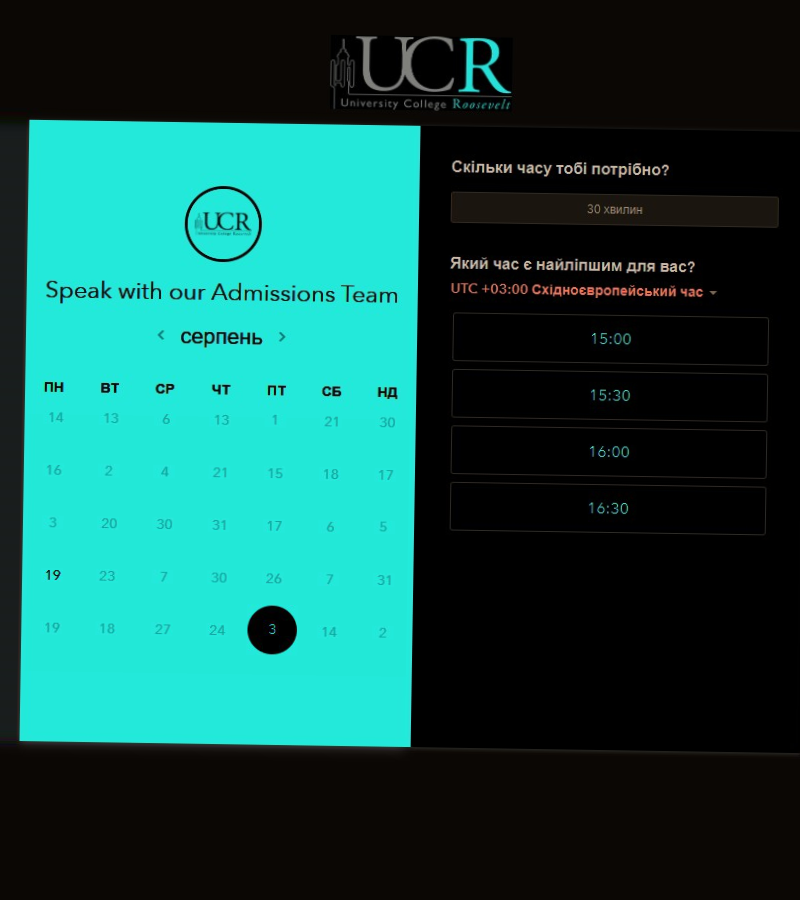 UCR
University College Roosevelt
UCR
University College Roosevelt
Speak with our Admissions Team
серпень
ПН ВТ СР ЧТ ПТ СБ НД
14 13 6 13 1 21 30
16 2 4 21 15 18 17
3 20 30 31 17 6 5
19 23 7 30 26 7 31
19 18 27 24 3 14 2
Скільки часу тобі потрібно?
30 хвилин
Який час є найліпшим для вас?
UTC +03:00 Східноєвропейський час
15:00
15:30
16:00
16:30